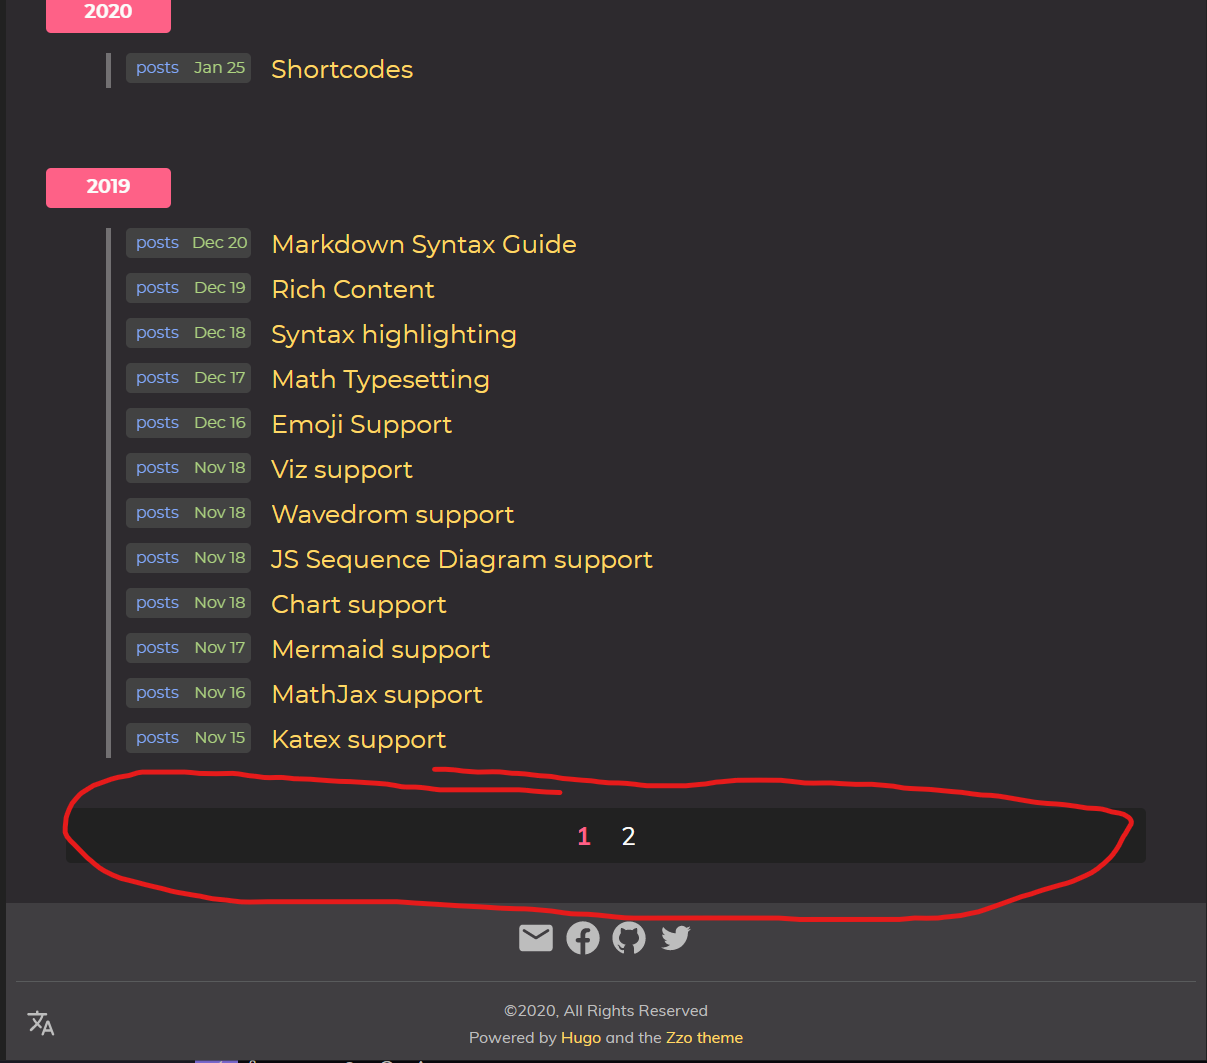 2020
posts Jan 25 Shortcodes
2019
posts Dec 20 Markdown Syntax Guide
posts Dec 19 Rich Content
posts Dec 18 Syntax highlighting
posts Dec 17 Math Typesetting
posts Dec 16 Emoji Support
posts Nov 18 Viz support
posts Nov 18 Wavedrom support
posts Nov 18 JS Sequence Diagram support
posts Nov 18 Chart support
posts Nov 17 Mermaid support
posts Nov 16 MathJax support
posts Nov 15 Katex support
1 2
©2020, All Rights Reserved
Powered by Hugo and the Zzo theme